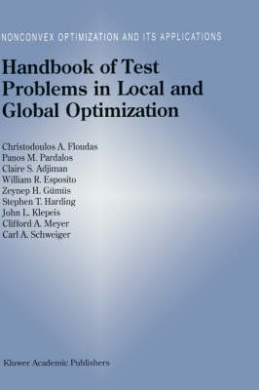 NONCONVEX OPTIMIZATION AND ITS APPLICATIONS
Handbook of Test
Problems in Local and
Global Optimization
Christodoulos A. Floudas
Panos M. Pardalos
Claire S. Adjiman
William R. Esposito
Zeynep H. Gümüs
Stephen T. Harding
John L. Klepeis
Clifford A. Meyer
Carl A. Schweiger
Kluwer Academic Publishers